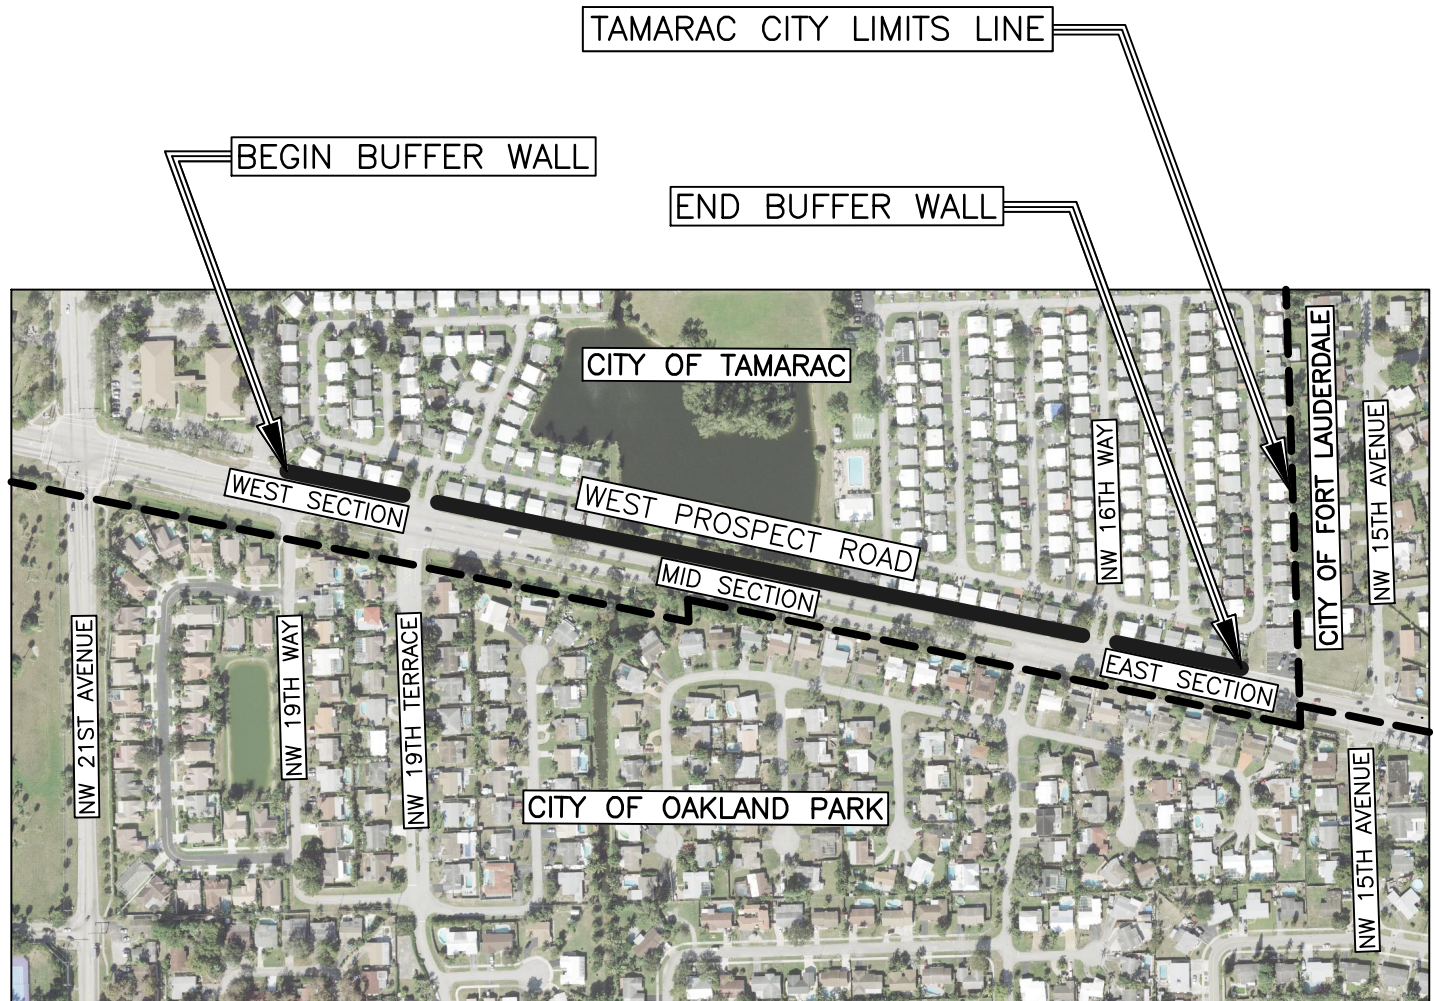 TAMARAC CITY LIMITS LINE
BEGIN BUFFER WALL
END BUFFER WALL
CITY OF TAMARAC
CITY OF FORT LAUDERDALE
NW 15TH AVENUE
NW 16TH WAY
WEST SECTION
WEST PROSPECT ROAD
MID SECTION
EAST SECTION
NW 21ST AVENUE
NW 19TH WAY
NW 19TH TERRACE
CITY OF OAKLAND PARK
NW 15TH AVENUE